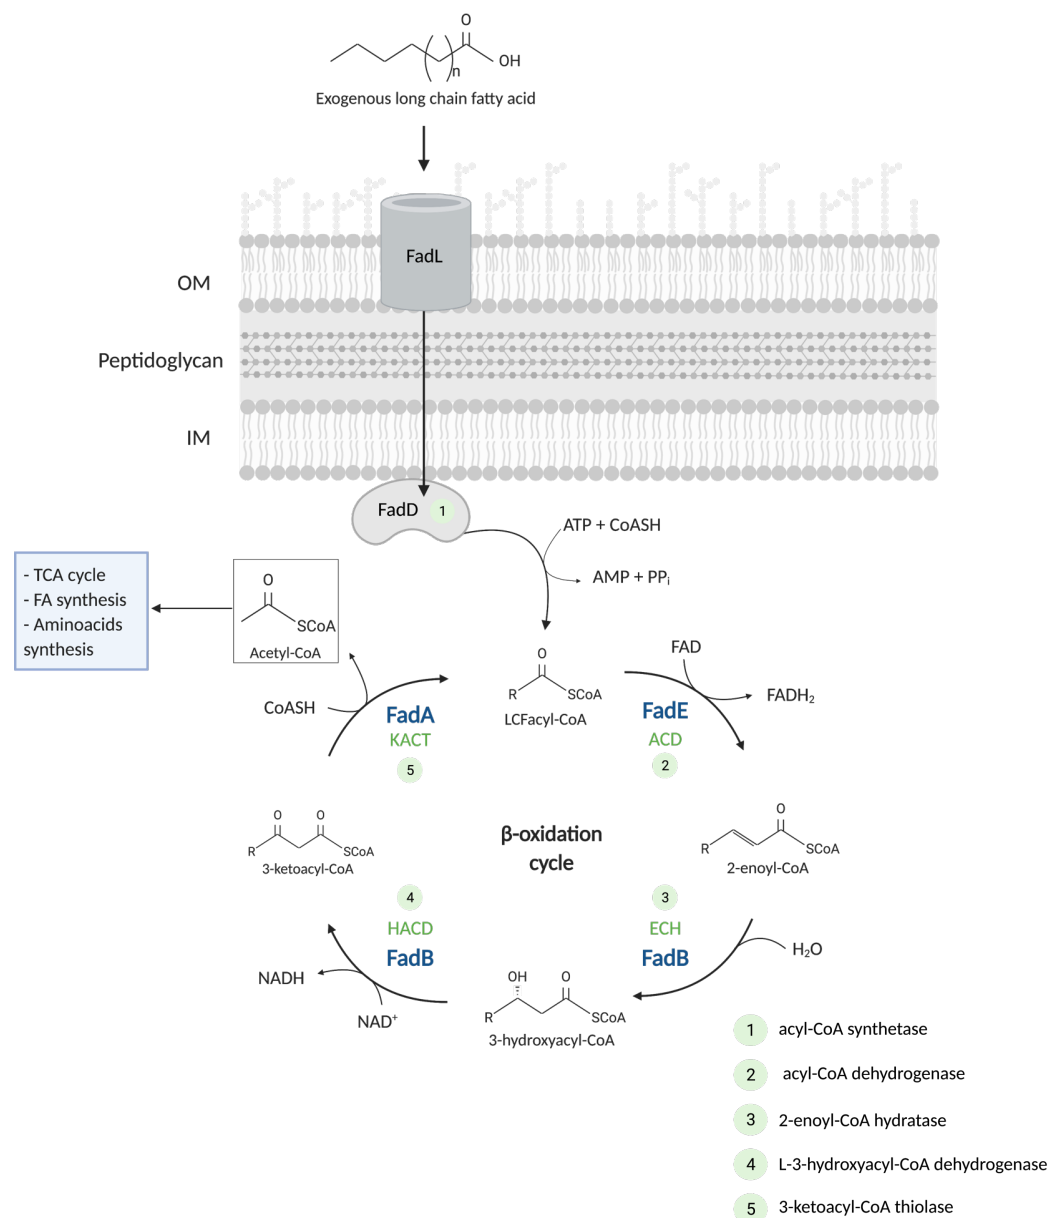 O
OH
n
Exogenous long chain fatty acid
FadL
OM
Peptidoglycan
IM
FadD 1
ATP + CoASH
AMP + PPi
- TCA cycle
- FA synthesis
- Aminoacids
synthesis
O
SCoA
Acetyl-CoA
O
R
SCoA
LCFacyl-CoA
FAD
FADH2
CoASH
FadA
KACT
5
FadE
ACD
2
O O
R
SCoA
3-ketoacyl-CoA
β-oxidation
cycle
O
R
SCoA
2-enoyl-CoA
4
HACD
FadB
3
ECH
FadB
H2O
NADH
NAD+
OH O
R
SCoA
3-hydroxyacyl-CoA
1 acyl-CoA synthetase
2 acyl-CoA dehydrogenase
3 2-enoyl-CoA hydratase
4 L-3-hydroxyacyl-CoA dehydrogenase
5 3-ketoacyl-CoA thiolase